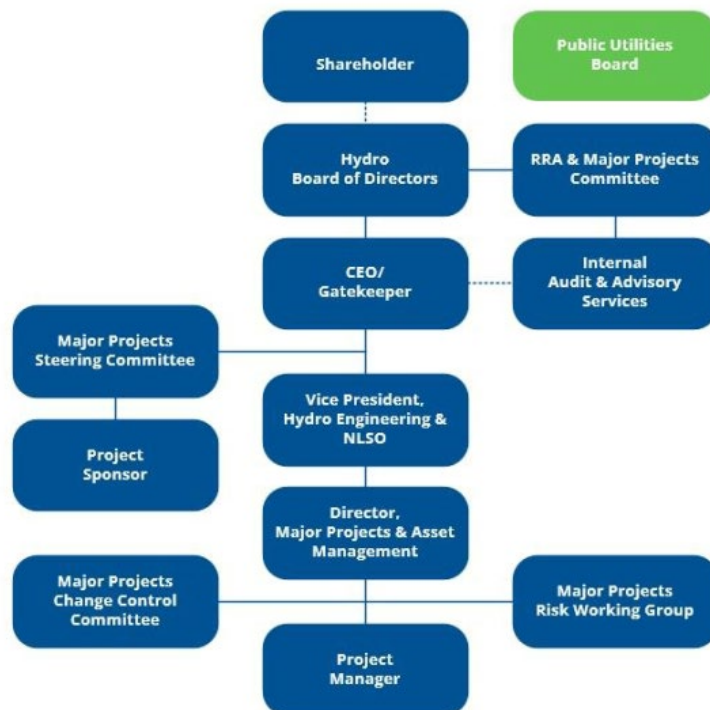 Shareholder
Public Utilities
Board
Hydro
Board of Directors
RRA & Major Projects
Committee
CEO/
Gatekeeper
Internal
Audit & Advisory
Services
Major Projects
Steering Committee
Vice President,
Hydro Engineering &
NLSO
Project
Sponsor
Director,
Major Projects & Asset
Management
Major Projects
Change Control
Committee
Major Projects
Risk Working Group
Project
Manager